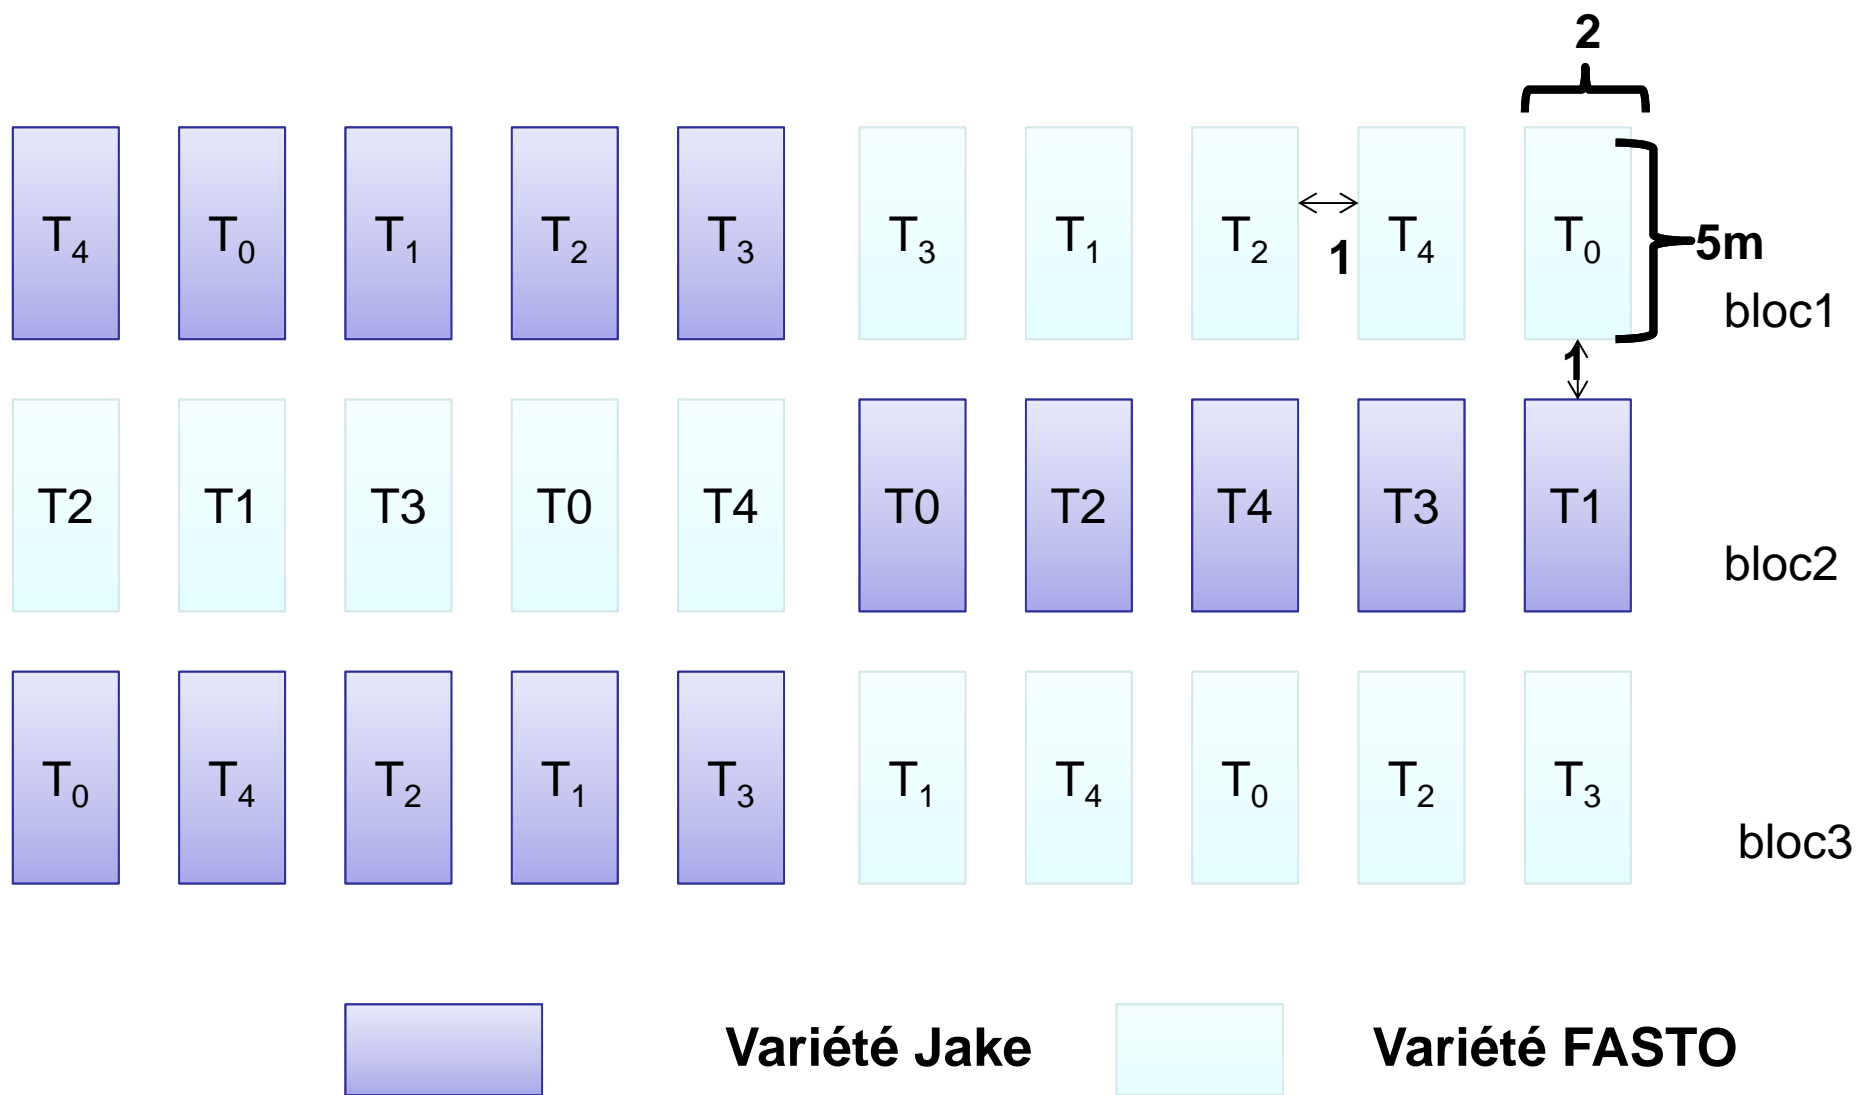 2
T4 T0 T1 T2 T3 T3 T1 T2 T4 T0
1
5m
bloc1
1
T2 T1 T3 T0 T4 T0 T2 T4 T3 T1
bloc2
T0 T4 T2 T1 T3 T1 T4 T0 T2 T3
bloc3
Variété Jake Variété FASTO